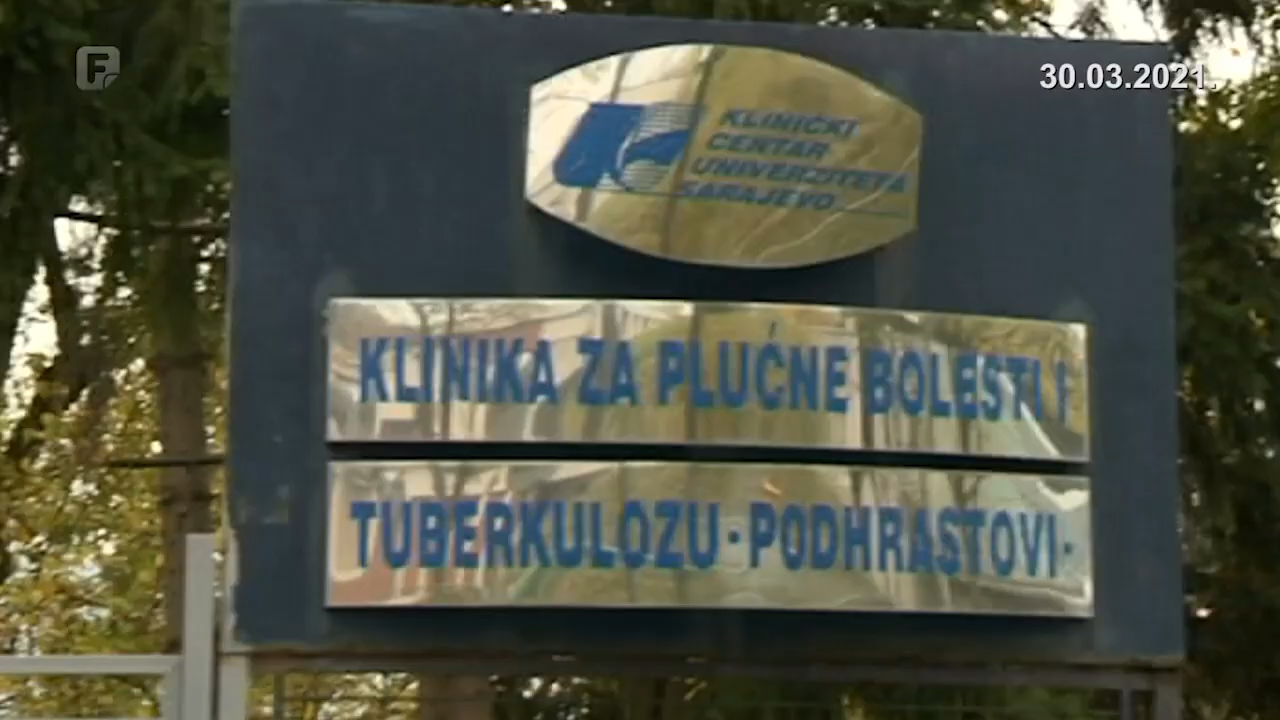 F
30.03.2021.
KLINIČKI
CENTAR
UNIVERZITETA
SARAJEVO
KLINIKA ZA PLUĆNE BOLESTI I
TUBERKULOZU - PODHRASTOVI -